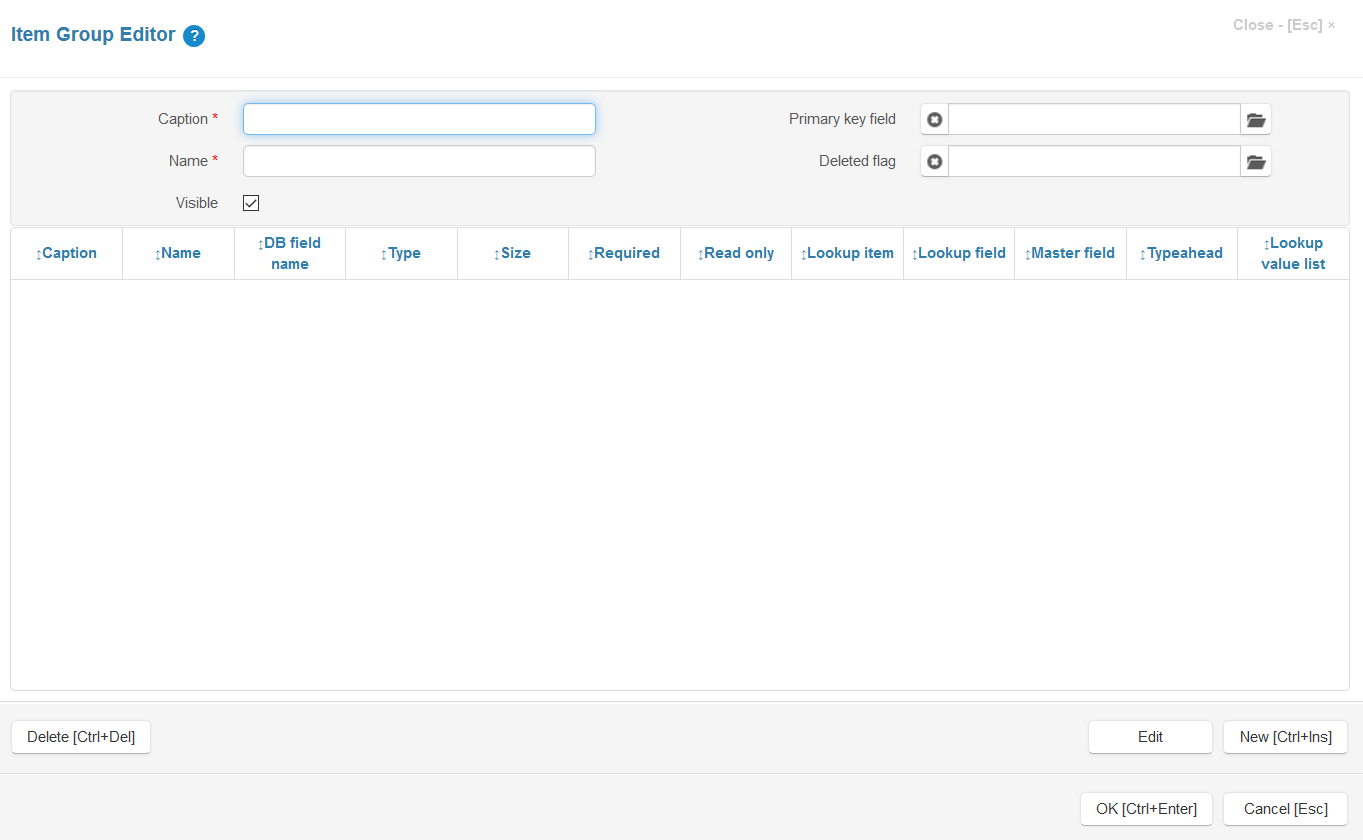 Item Group Editor ?
Close - [Esc] ×
Caption *
Primary key field
Name *
Deleted flag
Visible
↕Caption ↕Name ↕DB field name ↕Type ↕Size ↕Required ↕Read only ↕Lookup item ↕Lookup field ↕Master field ↕Typeahead ↕Lookup value list
Delete [Ctrl+Del]
Edit
New [Ctrl+Ins]
OK [Ctrl+Enter]
Cancel [Esc]